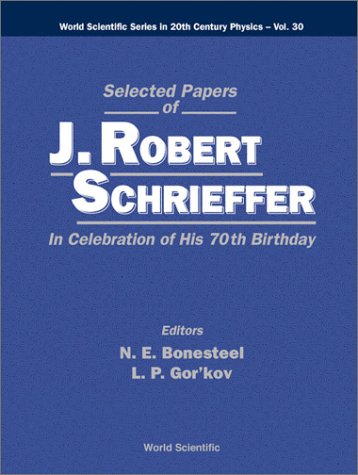 World Scientific Series in 20th Century Physics – Vol. 30
Selected Papers
of
J. ROBERT
SCHRIEFFER
In Celebration of His 70th Birthday
Editors
N. E. Bonesteel
L. P. Gor'kov
World Scientific